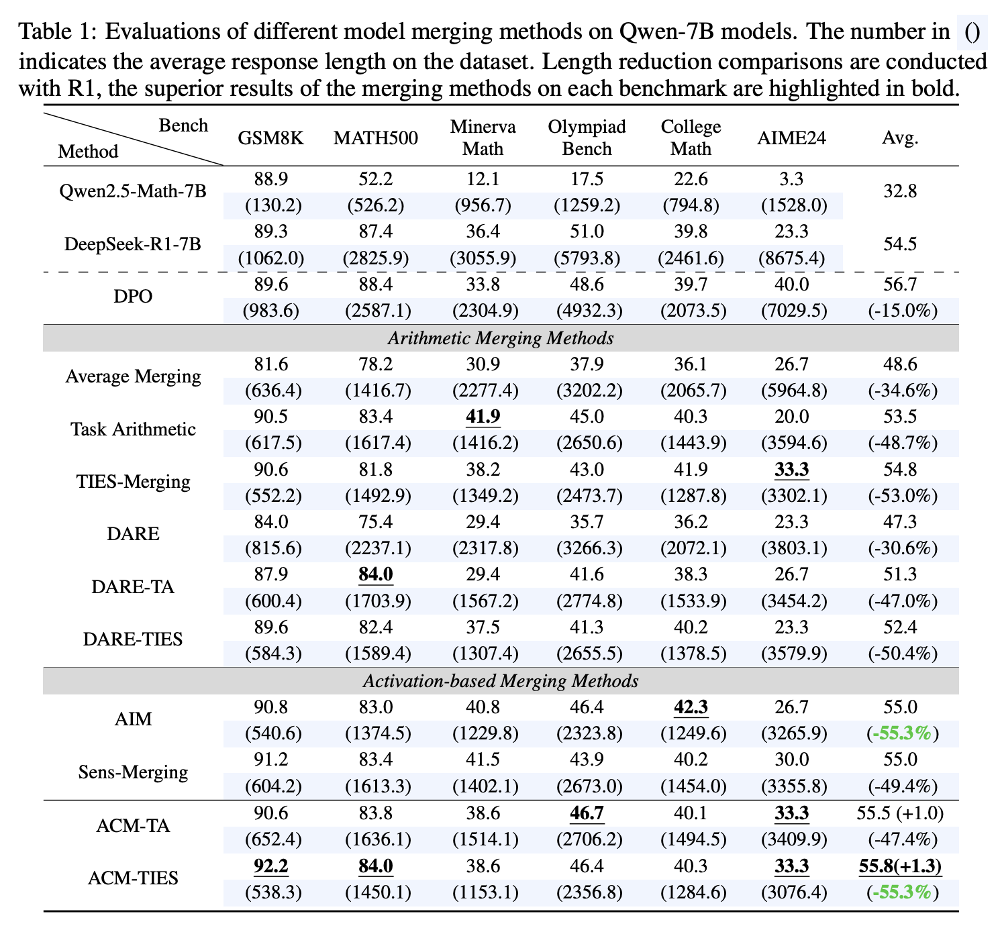 Table 1: Evaluations of different model merging methods on Qwen-7B models. The number in ()
indicates the average response length on the dataset. Length reduction comparisons are conducted
with R1, the superior results of the merging methods on each benchmark are highlighted in bold.
Method Bench GSM8K MATH500 Minerva Math Olympiad Bench College Math AIME24 Avg.
Qwen2.5-Math-7B 88.9 52.2 12.1 17.5 22.6 3.3 32.8
(130.2) (526.2) (956.7) (1259.2) (794.8) (1528.0)
DeepSeek-R1-7B 89.3 87.4 36.4 51.0 39.8 23.3 54.5
(1062.0) (2825.9) (3055.9) (5793.8) (2461.6) (8675.4)
DPO 89.6 88.4 33.8 48.6 39.7 40.0 56.7
(983.6) (2587.1) (2304.9) (4932.3) (2073.5) (7029.5) (-15.0%)
Arithmetic Merging Methods
Average Merging 81.6 78.2 30.9 37.9 36.1 26.7 48.6
(636.4) (1416.7) (2277.4) (3202.2) (2065.7) (5964.8) (-34.6%)
Task Arithmetic 90.5 83.4 41.9 45.0 40.3 20.0 53.5
(617.5) (1617.4) (1416.2) (2650.6) (1443.9) (3594.6) (-48.7%)
TIES-Merging 90.6 81.8 38.2 43.0 41.9 33.3 54.8
(552.2) (1492.9) (1349.2) (2473.7) (1287.8) (3302.1) (-53.0%)
DARE 84.0 75.4 29.4 35.7 36.2 23.3 47.3
(815.6) (2237.1) (2317.8) (3266.3) (2072.1) (3803.1) (-30.6%)
DARE-TA 87.9 84.0 29.4 41.6 38.3 26.7 51.3
(600.4) (1703.9) (1567.2) (2774.8) (1533.9) (3454.2) (-47.0%)
DARE-TIES 89.6 82.4 37.5 41.3 40.2 23.3 52.4
(584.3) (1589.4) (1307.4) (2655.5) (1378.5) (3579.9) (-50.4%)
Activation-based Merging Methods
AIM 90.8 83.0 40.8 46.4 42.3 26.7 55.0
(540.6) (1374.5) (1229.8) (2323.8) (1249.6) (3265.9) (-55.3%)
Sens-Merging 91.2 83.4 41.5 43.9 40.2 30.0 55.0
(604.2) (1613.3) (1402.1) (2673.0) (1454.0) (3355.8) (-49.4%)
ACM-TA 90.6 83.8 38.6 46.7 40.1 33.3 55.5 (+1.0)
(652.4) (1636.1) (1514.1) (2706.2) (1494.5) (3409.9) (-47.4%)
ACM-TIES 92.2 84.0 38.6 46.4 40.3 33.3 55.8(+1.3)
(538.3) (1450.1) (1153.1) (2356.8) (1284.6) (3076.4) (-55.3%)